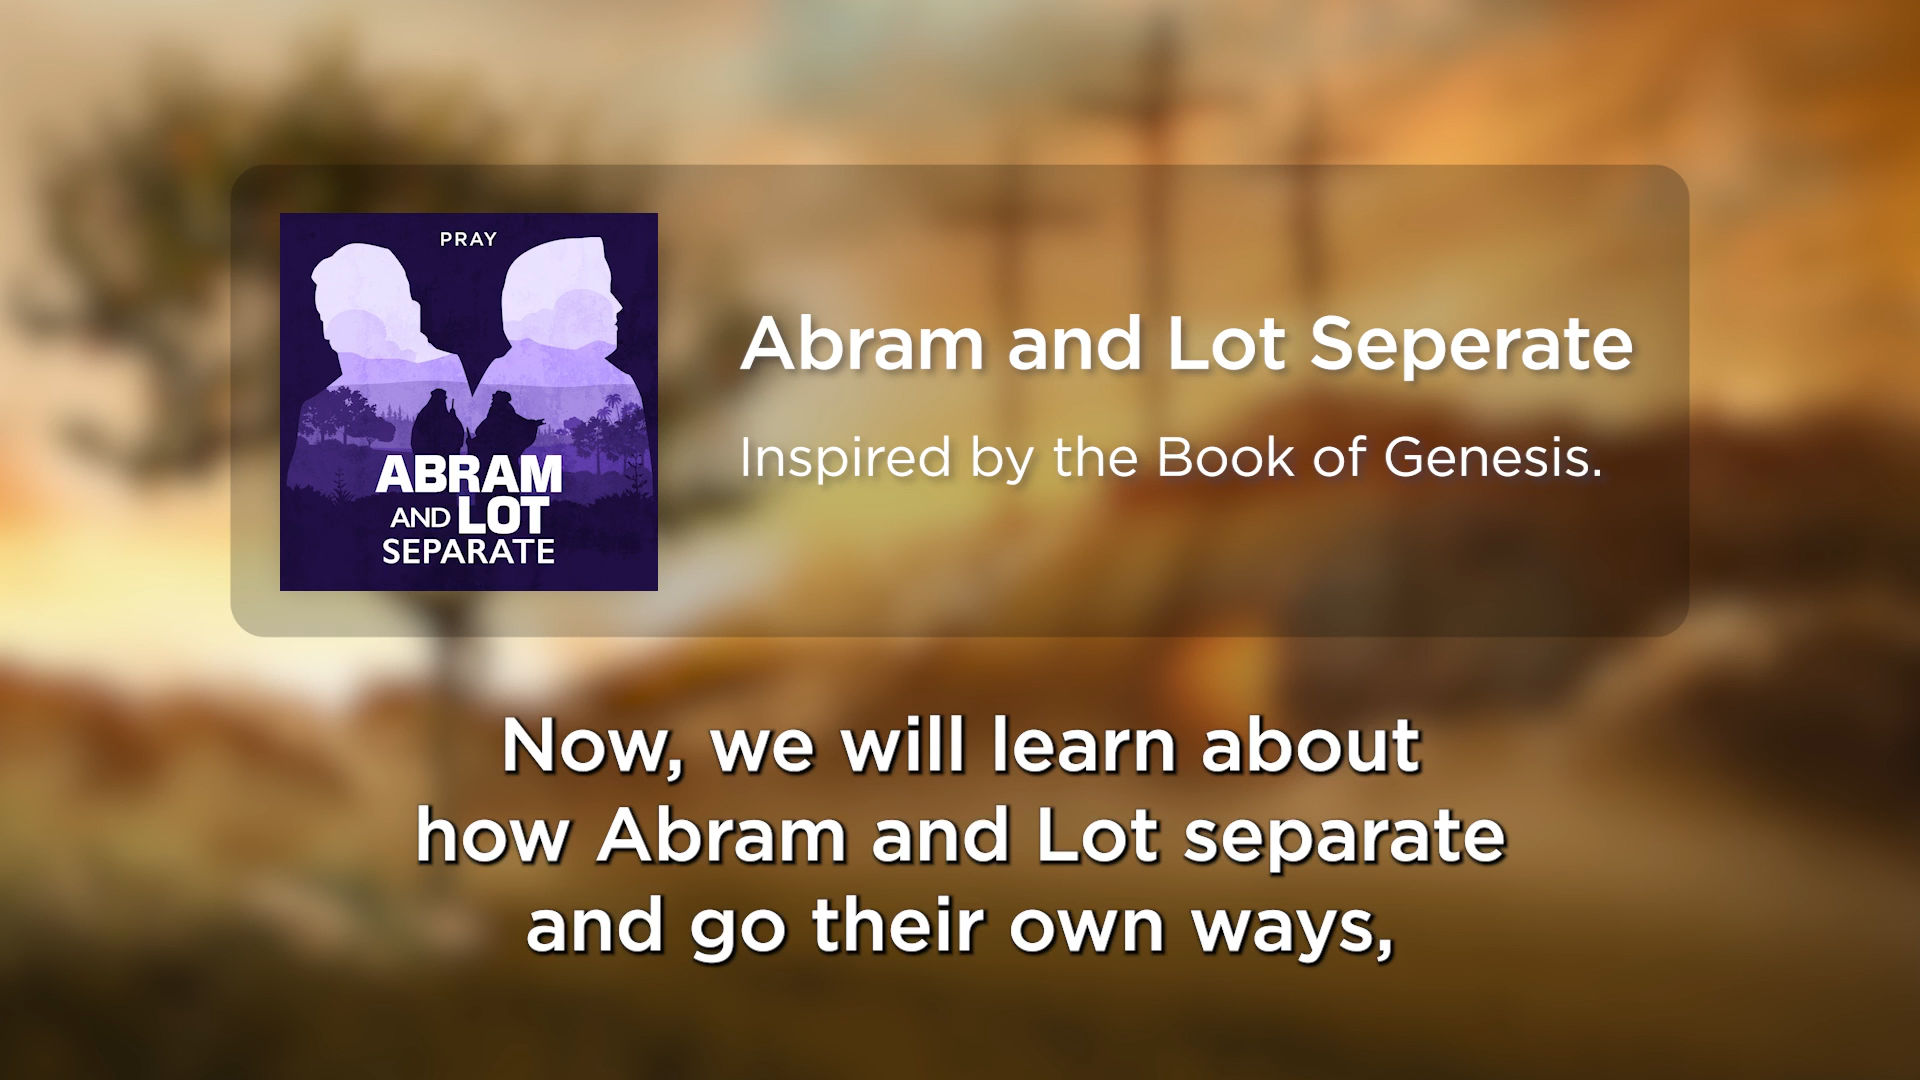 PRAY
ABRAM
AND LOT
SEPARATE
Abram and Lot Seperate
Inspired by the Book of Genesis.
Now, we will learn about
how Abram and Lot separate
and go their own ways,